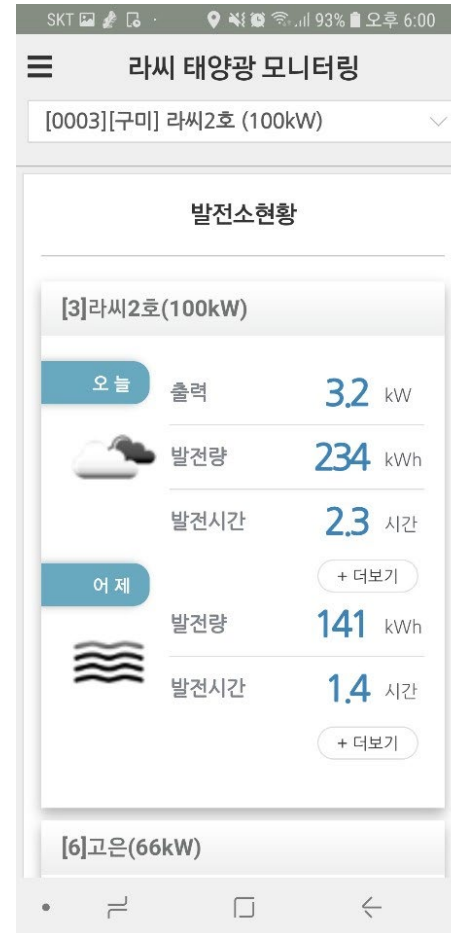 SKT 93% 오후 6:00
라씨 태양광 모니터링
[0003][구미] 라씨2호 (100kW)
발전소현황
[3]라씨2호(100kW)
오늘
출력 3.2 kW
발전량 234 kWh
발전시간 2.3 시간
+ 더보기
어제
발전량 141 kWh
발전시간 1.4 시간
+ 더보기
[6]고은(66kW)